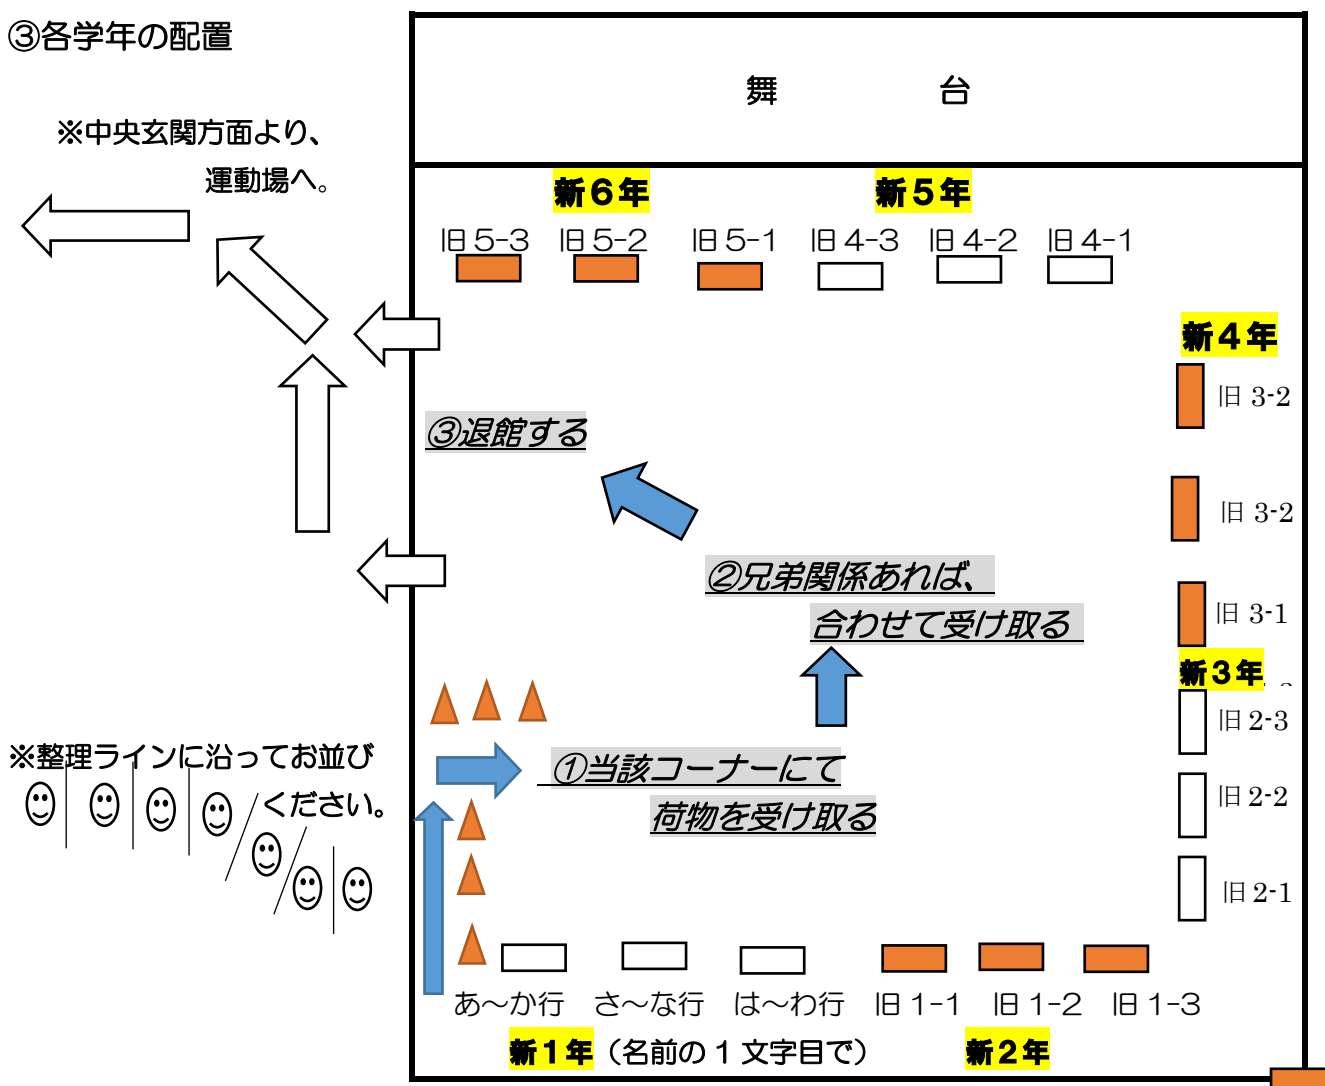 ③各学年の配置
舞　台
※中央玄関方面より、
運動場へ。
新6年
新5年
旧5-3
旧5-2
旧5-1
旧4-3
旧4-2
旧4-1
新4年
旧 3-2
③退館する
旧 3-2
②兄弟関係あれば、
合わせて受け取る
旧 3-1
新3年
旧 2-3
※整理ラインに沿ってお並び
ください。
①当該コーナーにて
荷物を受け取る
旧 2-2
旧 2-1
あ～か行
さ～な行
は～わ行
旧1-1
旧1-2
旧1-3
新1年（名前の1文字目で）
新2年